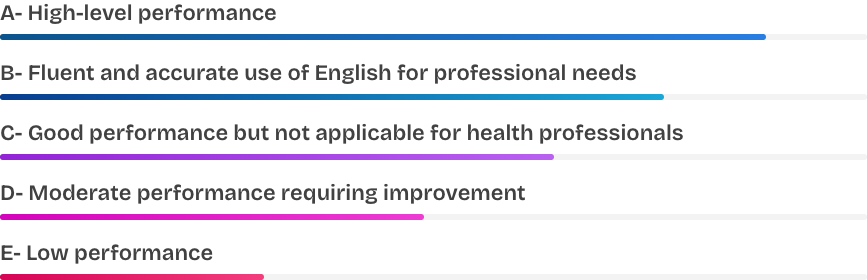 A- High-level performance
B- Fluent and accurate use of English for professional needs
C- Good performance but not applicable for health professionals
D- Moderate performance requiring improvement
E- Low performance